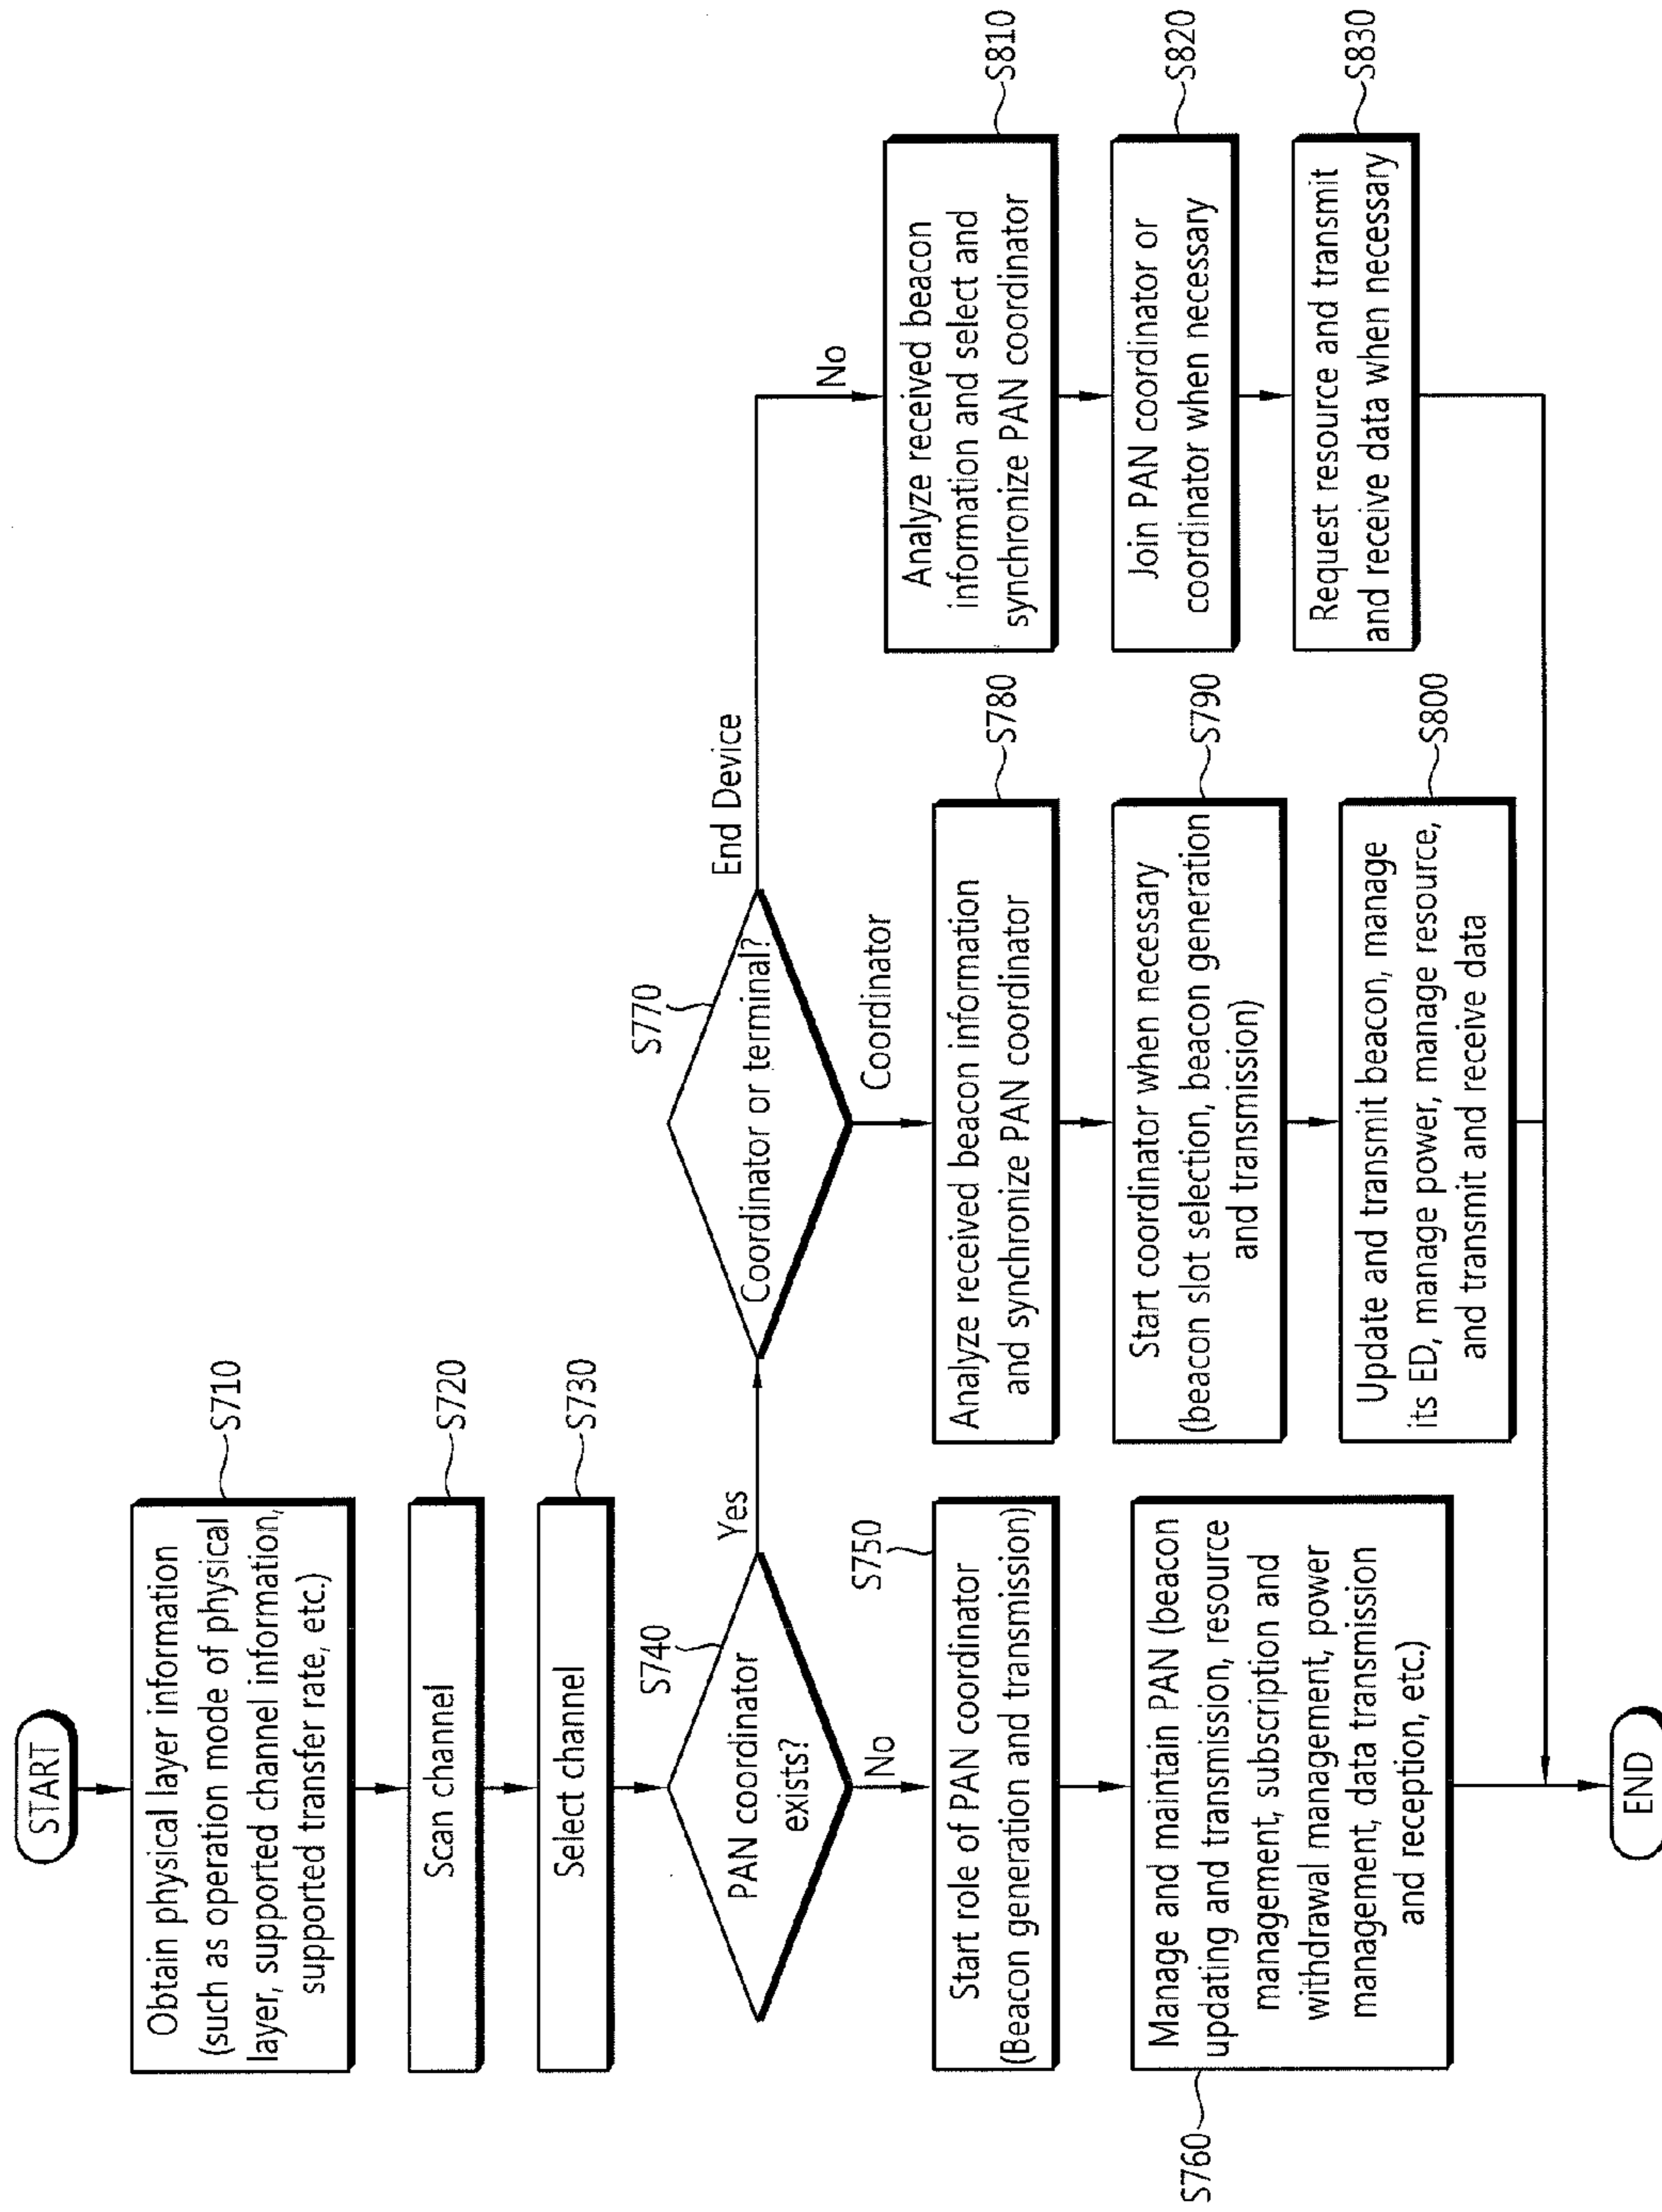 START
Obtain physical layer information
(such as operation mode of physical
layer, supported channel information,
supported transfer rate, etc.)
S710
Scan channel
S720
Select channel
S730
PAN coordinator
exists?
S740
Yes
No
Start role of PAN coordinator
(Beacon generation and transmission)
S750
Manage and maintain PAN (beacon
updating and transmission, resource
management, subscription and
withdrawal management, power
management, data transmission
and reception, etc.)
S760
Coordinator or terminal?
S770
Coordinator
End Device
No
Analyze received beacon information
and synchronize PAN coordinator
S780
Start coordinator when necessary
(beacon slot selection, beacon generation
and transmission)
S790
Update and transmit beacon, manage
its ED, manage power, manage resource,
and transmit and receive data
S800
Analyze received beacon
information and select and
synchronize PAN coordinator
S810
Join PAN coordinator or
coordinator when necessary
S820
Request resource and transmit
and receive data when necessary
S830
END